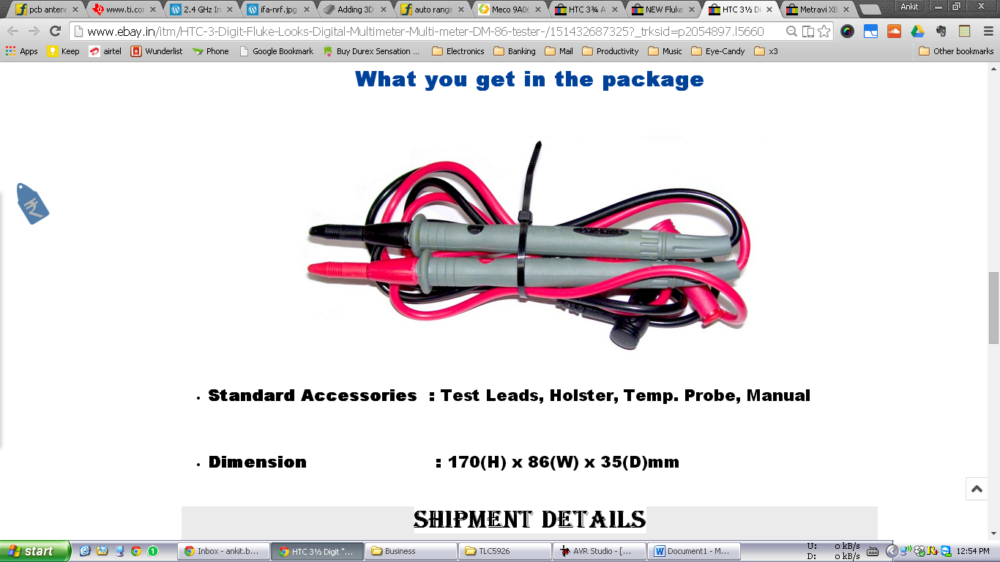 pcb antenn
www.ti.co
2.4 GHz In
ifa-nrf.jpg
Adding 3D
auto rangin
Meco 9A06
HTC 3¾ A
NEW Fluke
HTC 3½ Di
Metravi XB
Ankit
www.ebay.in/itm/HTC-3-Digit-Fluke-Looks-Digital-Multimeter-Multi-meter-DM-86-tester-/151432687325?_trksid=p2054897.l5660
Apps
Keep
airtel
Wunderlist
Phone
Google Bookmark
Buy Durex Sensation ...
Electronics
Banking
Mail
Productivity
Music
Eye-Candy
x3
Other bookmarks
What you get in the package
• Standard Accessories : Test Leads, Holster, Temp. Probe, Manual
• Dimension : 170(H) x 86(W) x 35(D)mm
SHIPMENT DETAILS
start
Inbox - ankit.b...
HTC 3½ Digit "...
Business
TLC5926
AVR Studio - [...
Document1 - M...
U: 0 kB/s
D: 0 kB/s
12:54 PM